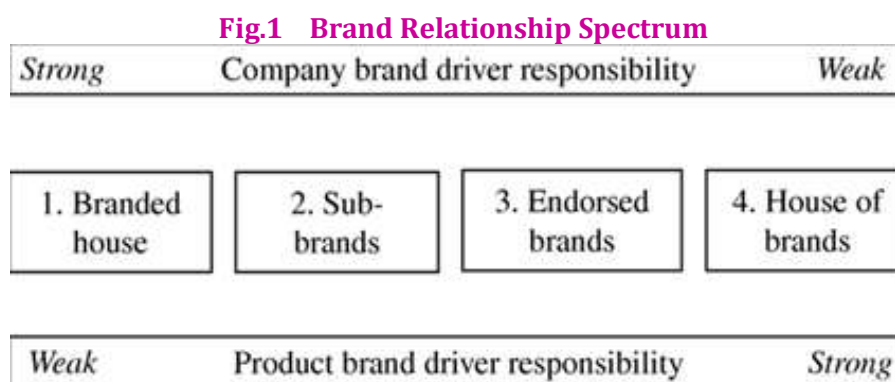 Fig.1 Brand Relationship Spectrum
Strong Company brand driver responsibility Weak
1. Branded house
2. Sub-
brands
3. Endorsed
brands
4. House of
brands
Weak Product brand driver responsibility Strong